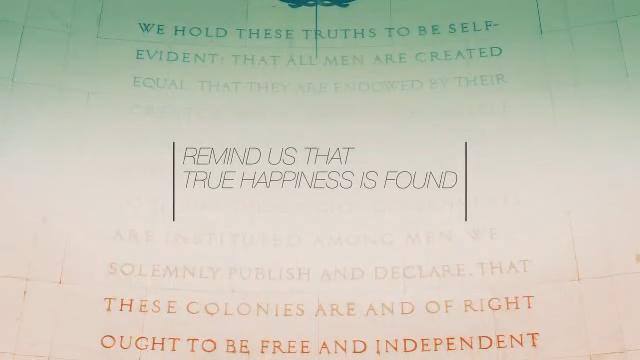 WE HOLD THESE TRUTHS TO BE SELF-
EVIDENT: THAT ALL MEN ARE CREATED
EQUAL, THAT THEY ARE ENDOWED BY THEIR
REMIND US THAT
TRUE HAPPINESS IS FOUND
ARE INSTITUTED AMONG MEN. WE
SOLEMNLY PUBLISH AND DECLARE, THAT
THESE COLONIES ARE AND OF RIGHT
OUGHT TO BE FREE AND INDEPENDENT